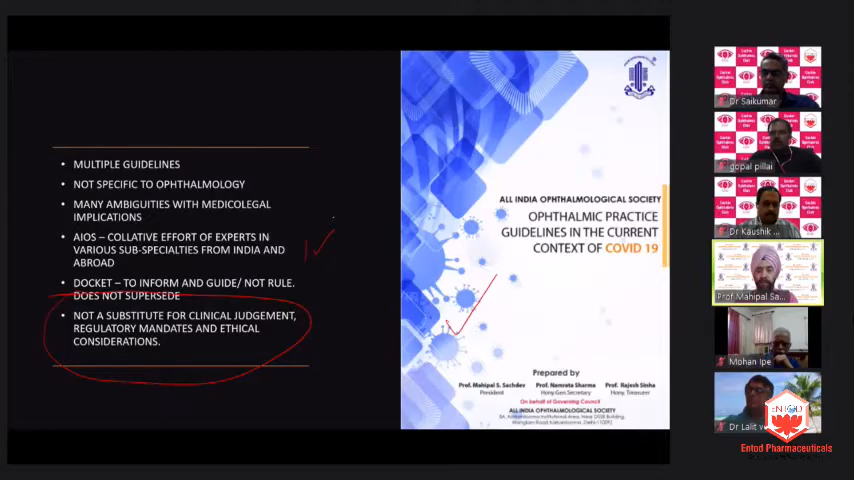 MULTIPLE GUIDELINES
NOT SPECIFIC TO OPHTHALMOLOGY
MANY AMBIGUITIES WITH MEDICOLEGAL
IMPLICATIONS
AIOS – COLLATIVE EFFORT OF EXPERTS IN
VARIOUS SUB-SPECIALTIES FROM INDIA AND
ABROAD
DOCKET – TO INFORM AND GUIDE/ NOT RULE.
DOES NOT SUPERSEDE
NOT A SUBSTITUTE FOR CLINICAL JUDGEMENT,
REGULATORY MANDATES AND ETHICAL
CONSIDERATIONS.
ALL INDIA OPHTHALMOLOGICAL SOCIETY
OPHTHALMIC PRACTICE
GUIDELINES IN THE CURRENT
CONTEXT OF COVID 19
Prepared by
Prof. Mahipal S. Sachdev Prof. Namrata Sharma Prof. Rajesh Sinha
President Hony. Gen Secretary Hony. Treasurer
On behalf of Governing Council
ALL INDIA OPHTHALMOLOGICAL SOCIETY
Dr Saikumar
gopal pillai
Dr Kaushik ...
Prof Mahipal Sa...
Mohan Ipe
Dr Lalit
ENTOD
Entod Pharmaceuticals